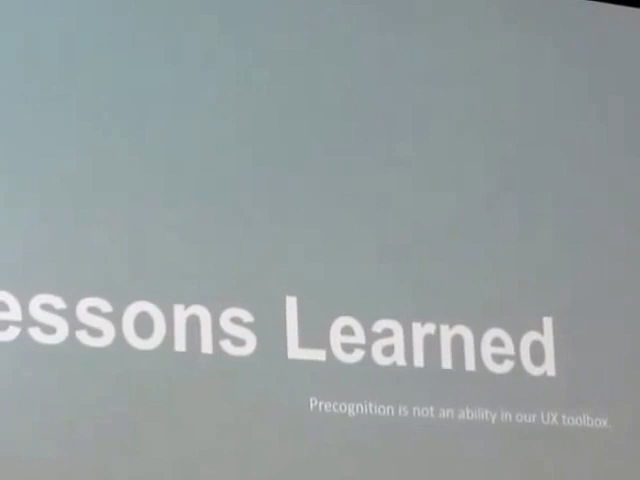 essons Learned
Precognition is not an ability in our UX toolbox.